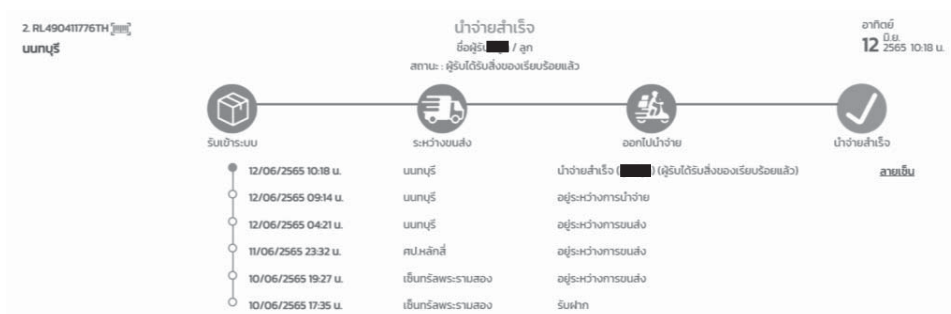 2. RL490411776TH
นนทบุรี
นำจ่ายสำเร็จ
ชื่อผู้รับ / ลูก
สถานะ : ผู้รับได้รับสิ่งของเรียบร้อยแล้ว
อาทิตย์
12 มิ.ย. 2565 10:18 น.
รับเข้าระบบ ระหว่างขนส่ง ออกไปนำจ่าย นำจ่ายสำเร็จ
12/06/2565 10:18 น. นนทบุรี นำจ่ายสำเร็จ ( ) (ผู้รับได้รับสิ่งของเรียบร้อยแล้ว) ลายเซ็น
12/06/2565 09:14 น. นนทบุรี อยู่ระหว่างการนำจ่าย
12/06/2565 04:21 น. นนทบุรี อยู่ระหว่างการขนส่ง
11/06/2565 23:32 น. ศป.หลักสี่ อยู่ระหว่างการขนส่ง
10/06/2565 19:27 น. เซ็นทรัลพระรามสอง อยู่ระหว่างการขนส่ง
10/06/2565 17:35 น. เซ็นทรัลพระรามสอง รับฝาก